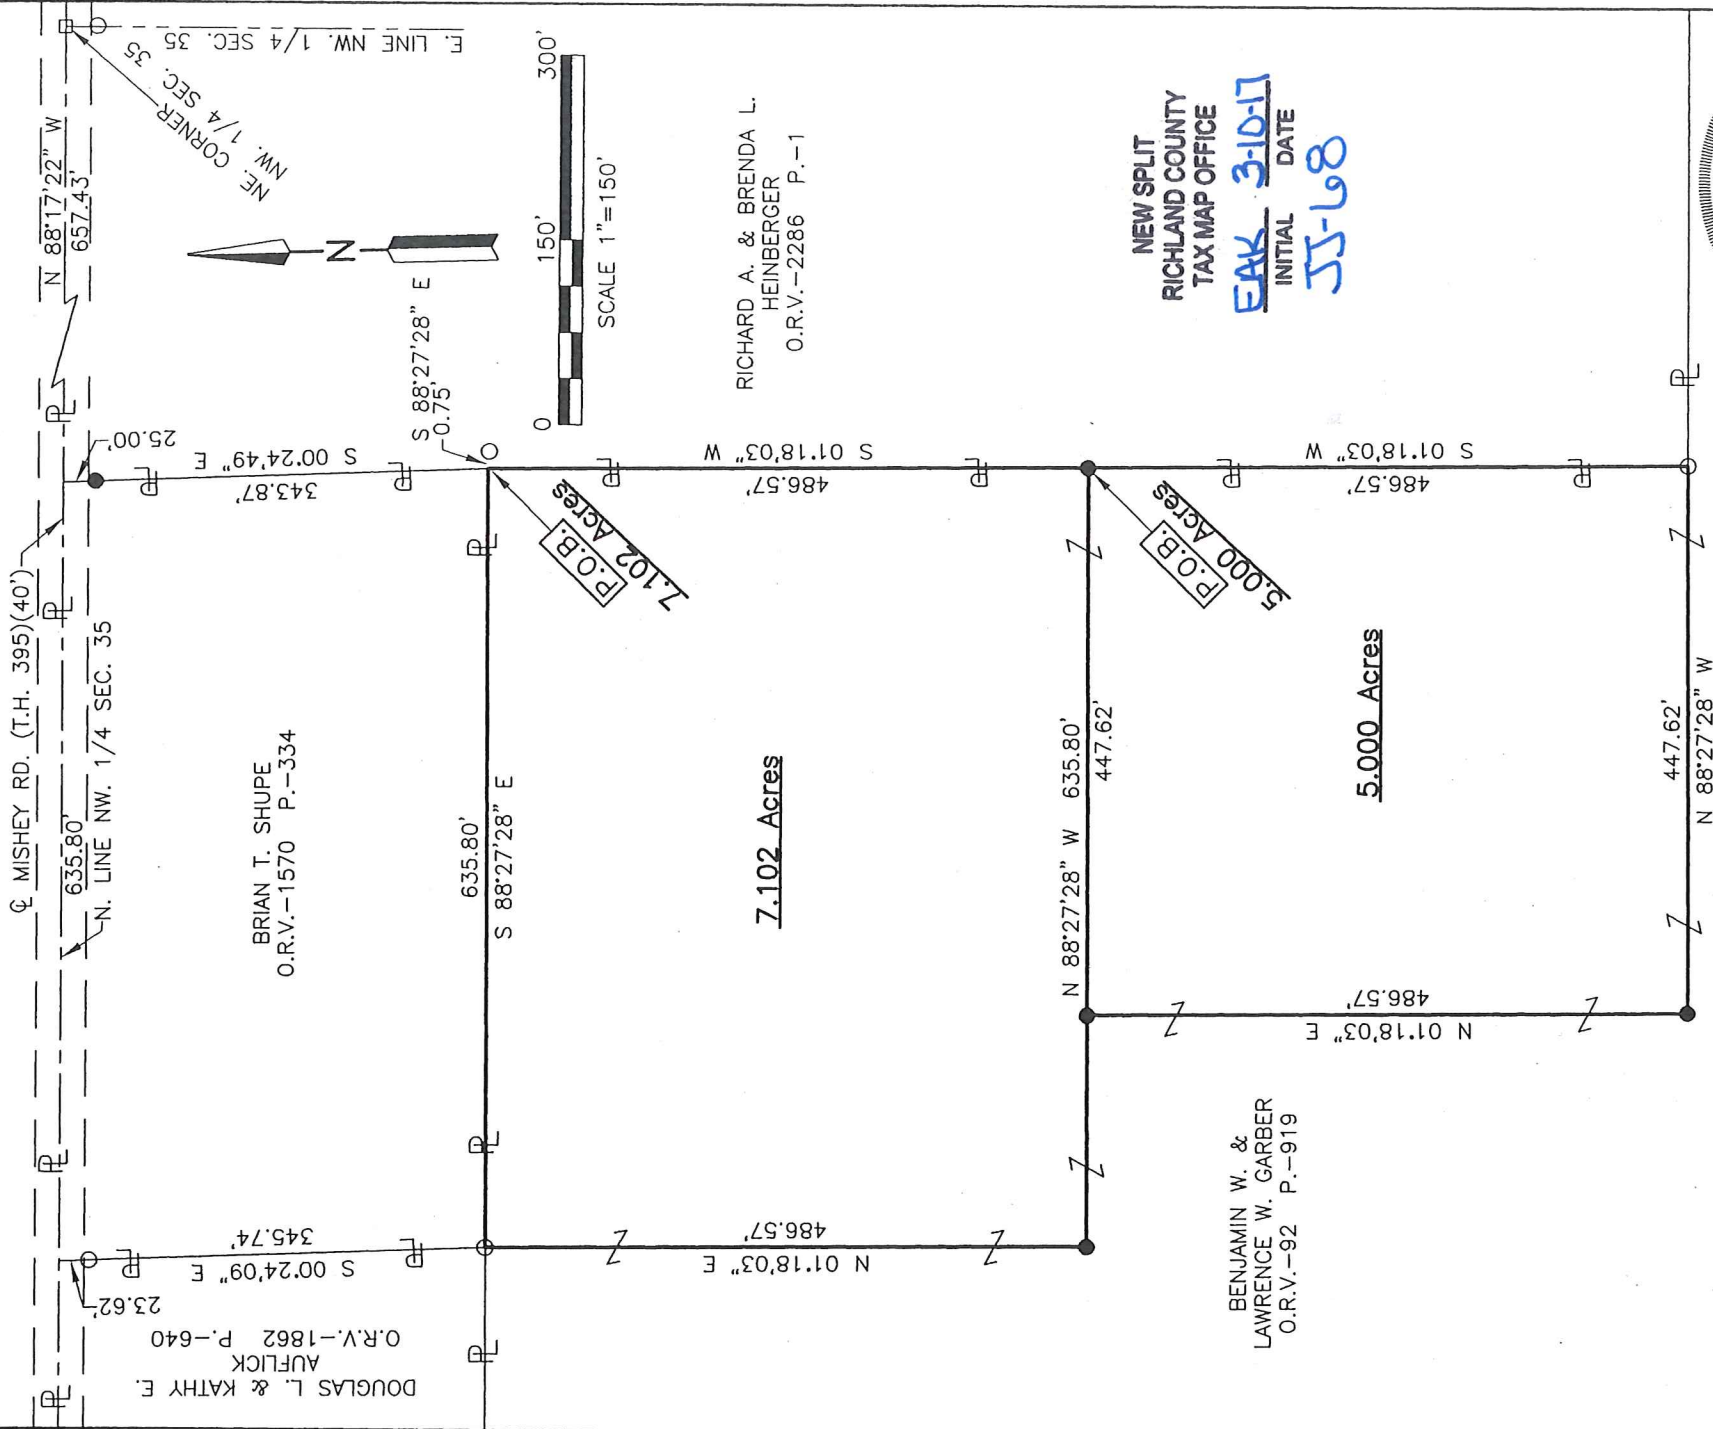 ℄ MISHEY RD. (T.H. 395)(40')
635.80'
N. LINE NW. 1/4 SEC. 35
N 88°17'22" W
657.43'
NE. CORNER
NW. 1/4 SEC. 35
E. LINE NW. 1/4 SEC. 35
25.00'
S 00°24'49" E
343.87'
S 88°27'28" E
0.75'
N
0
150'
300'
SCALE 1"=150'
BRIAN T. SHUPE
O.R.V.-1570 P.-334
23.62'
S 00°24'09" E
345.74'
DOUGLAS L. & KATHY E.
AUFLICK
O.R.V.-1862 P.-640
635.80'
S 88°27'28" E
P.O.B.
7.102 Acres
S 01°18'03" W
486.57'
RICHARD A. & BRENDA L.
HEINBERGER
O.R.V.-2286 P.-1
7.102 Acres
N 01°18'03" E
486.57'
N 88°27'28" W 635.80'
447.62'
P.O.B.
5.000 Acres
S 01°18'03" W
486.57'
5.000 Acres
N 01°18'03" E
486.57'
447.62'
N 88°27'28" W
BENJAMIN W. &
LAWRENCE W. GARBER
O.R.V.-92 P.-919
NEW SPLIT
RICHLAND COUNTY
TAX MAP OFFICE
EAK 3-10-17
INITIAL DATE
JJ-68